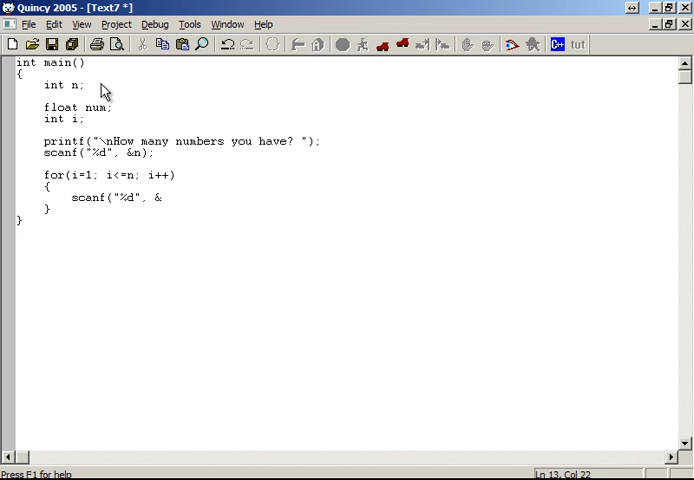 Quincy 2005 - [Text7 *]
File Edit View Project Debug Tools Window Help
C++ tut
int main()
{
int n;
float num;
int i;
printf("\nHow many numbers you have? ");
scanf("%d", &n);
for(i=1; i<=n; i++)
{
scanf("%d", &
}
}
Press F1 for help
Ln 13, Col 22